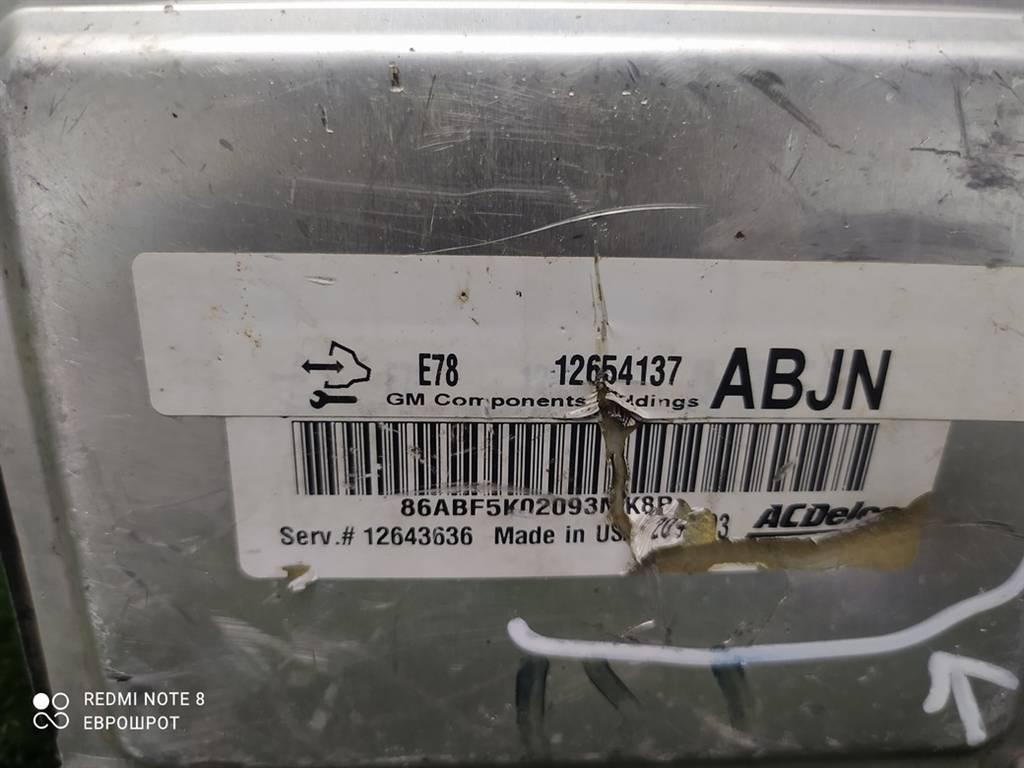 E78 12654137 ABJN
GM Components
Serv.# 12643636 Made in
REDMI NOTE 8
ЕВРОШРОТ